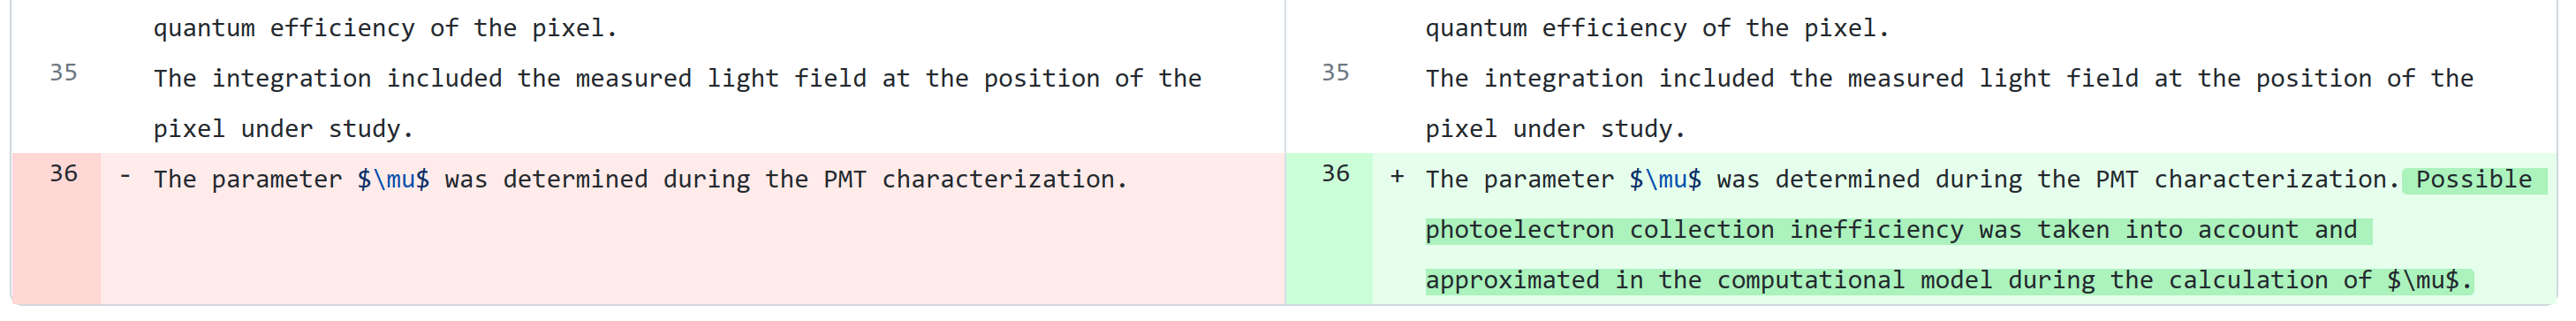 quantum efficiency of the pixel.
35 The integration included the measured light field at the position of the
pixel under study.
36 - The parameter $\mu$ was determined during the PMT characterization.
quantum efficiency of the pixel.
35 The integration included the measured light field at the position of the
pixel under study.
36 + The parameter $\mu$ was determined during the PMT characterization. Possible
photoelectron collection inefficiency was taken into account and
approximated in the computational model during the calculation of $\mu$.